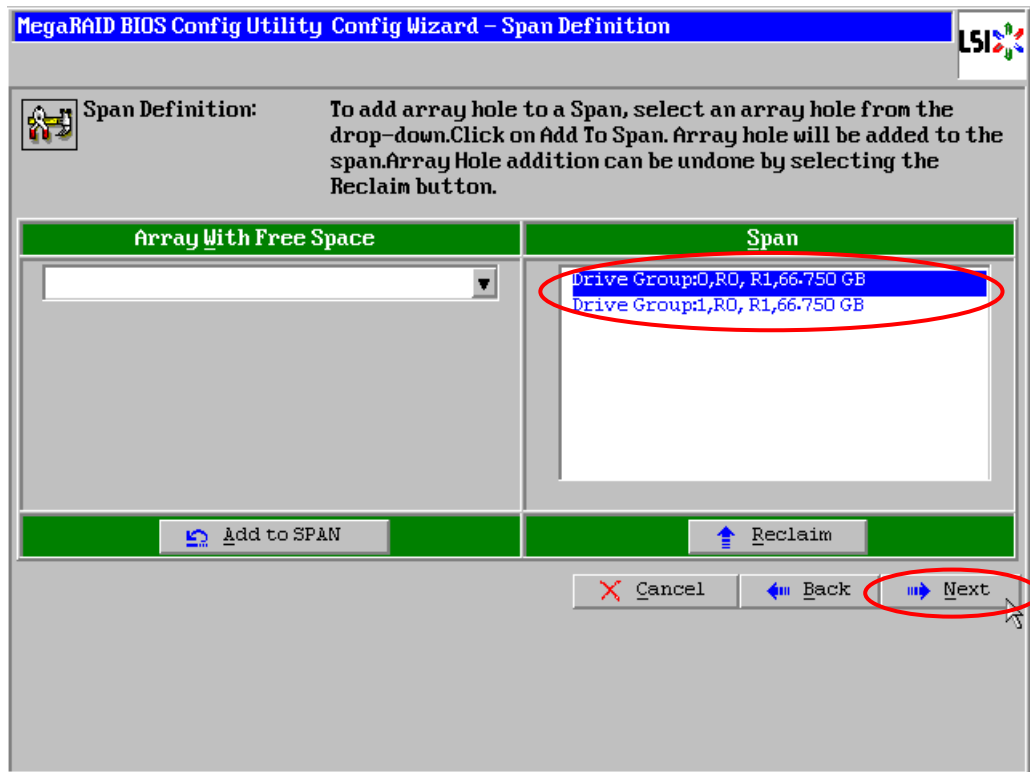 MegaRAID BIOS Config Utility Config Wizard – Span Definition
LSI
Span Definition:
To add array hole to a Span, select an array hole from the
drop-down.Click on Add To Span. Array hole will be added to the
span.Array Hole addition can be undone by selecting the
Reclaim button.
Array With Free Space
Span
Drive Group:0,R0, R1,66.750 GB
Drive Group:1,R0, R1,66.750 GB
Add to SPAN
Reclaim
Cancel
Back
Next